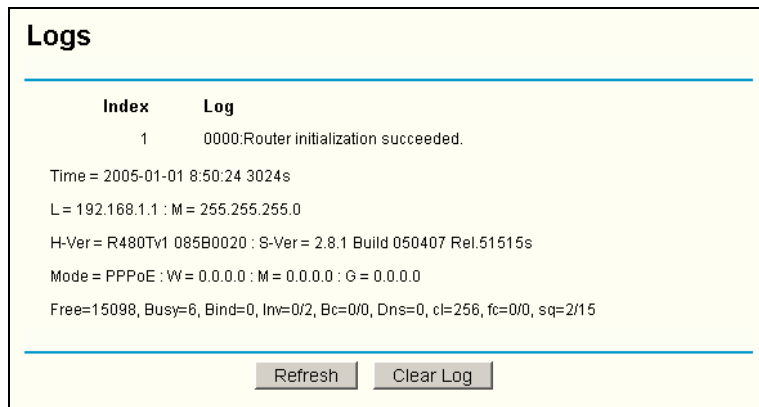 Logs
Index Log
1 0000:Router initialization succeeded.
Time = 2005-01-01 8:50:24 3024s
L = 192.168.1.1 : M = 255.255.255.0
H-Ver = R480Tv1 085B0020 : S-Ver = 2.8.1 Build 050407 Rel.51515s
Mode = PPPoE : W = 0.0.0.0 : M = 0.0.0.0 : G = 0.0.0.0
Free=15098, Busy=6, Bind=0, Inv=0/2, Bc=0/0, Dns=0, cl=256, fc=0/0, sq=2/15
Refresh Clear Log